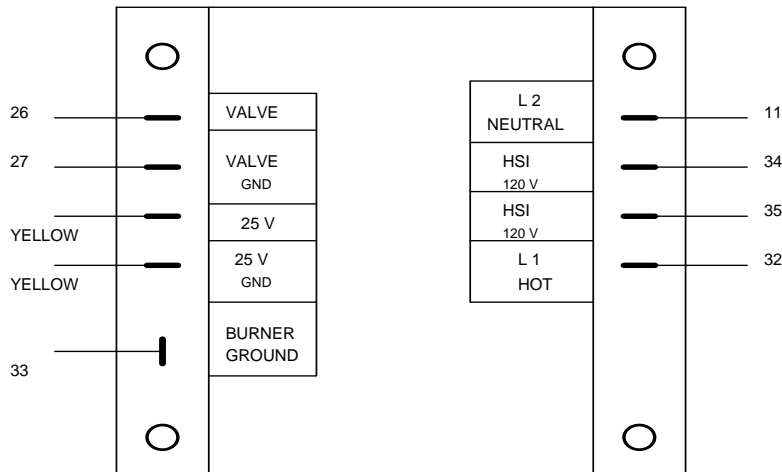 26
VALVE
27
VALVE
GND
YELLOW
25 V
YELLOW
25 V
GND
33
BURNER
GROUND
L 2
NEUTRAL
11
HSI
120 V
34
HSI
120 V
35
L 1
HOT
32